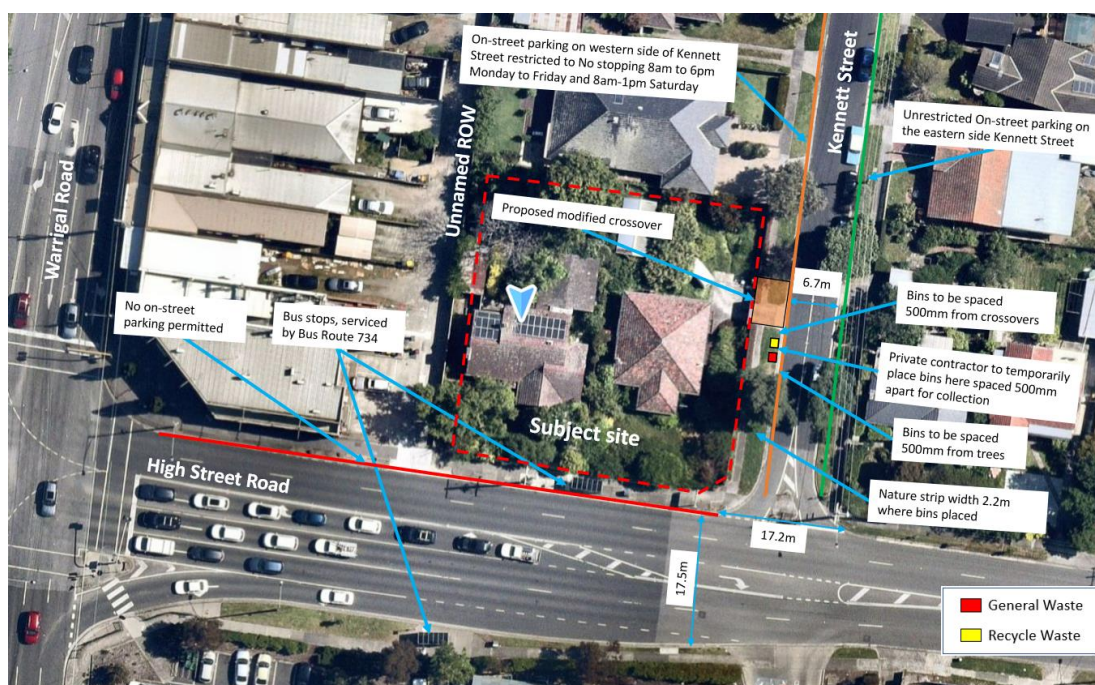 On-street parking on western side of Kennett
Street restricted to No stopping 8am to 6pm
Monday to Friday and 8am-1pm Saturday
Kennett Street
Unrestricted On-street parking on
the eastern side Kennett Street
Warrigal Road
Unnamed ROW
Proposed modified crossover
6.7m
No on-street
parking permitted
Bus stops, serviced
by Bus Route 734
Bins to be spaced
500mm from crossovers
Private contractor to temporarily
place bins here spaced 500mm
apart for collection
Subject site
Bins to be spaced
500mm from trees
High Street Road
Nature strip width 2.2m
where bins placed
17.2m
17.5m
General Waste
Recycle Waste